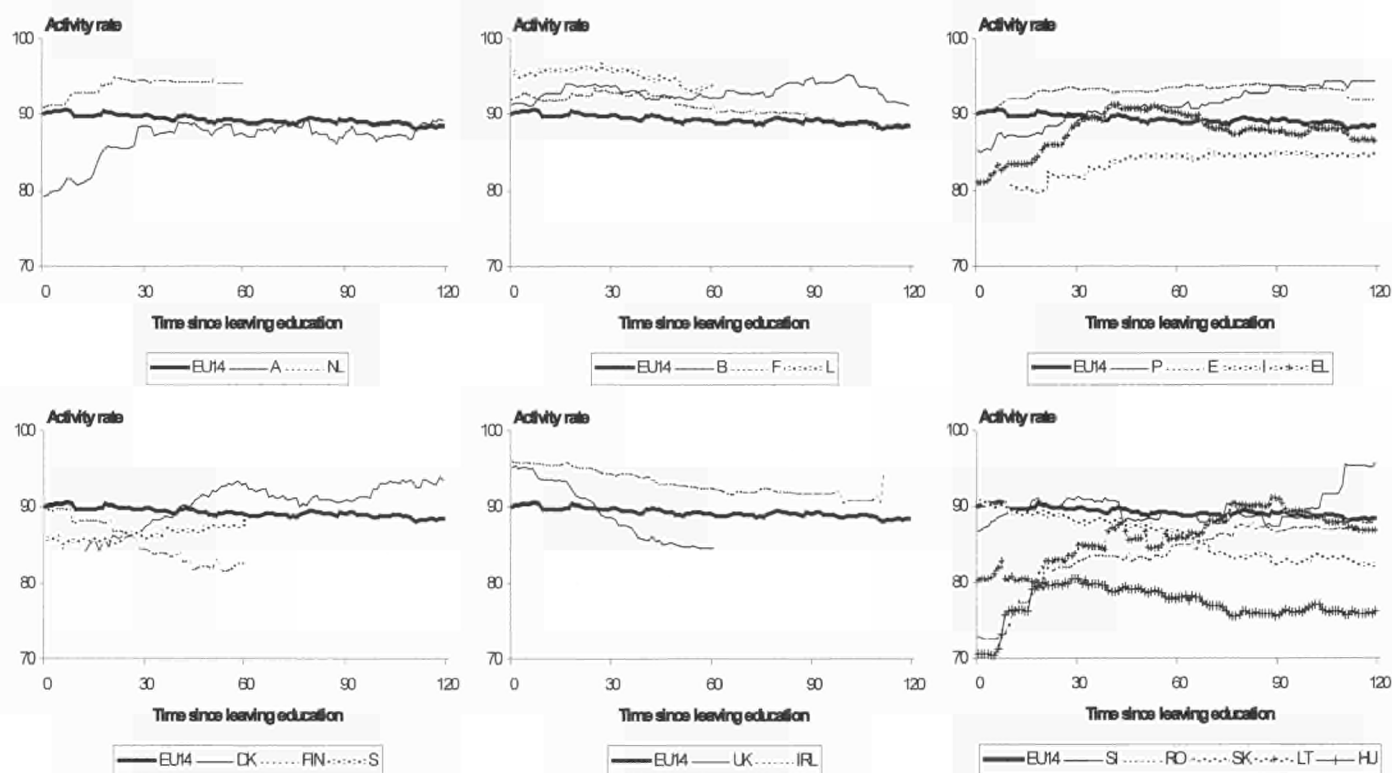 Activity rate
100
90
80
70
0 30 60 90 120
Time since leaving education
EU14 A NL
Activity rate
100
90
80
70
0 30 60 90 120
Time since leaving education
EU14 B F L
Activity rate
100
90
80
70
0 30 60 90 120
Time since leaving education
EU14 P E I EL
Activity rate
100
90
80
70
0 30 60 90 120
Time since leaving education
EU14 DK FIN S
Activity rate
100
90
80
70
0 30 60 90 120
Time since leaving education
EU14 UK IRL
Activity rate
100
90
80
70
0 30 60 90 120
Time since leaving education
EU14 SI RO SK LT HU